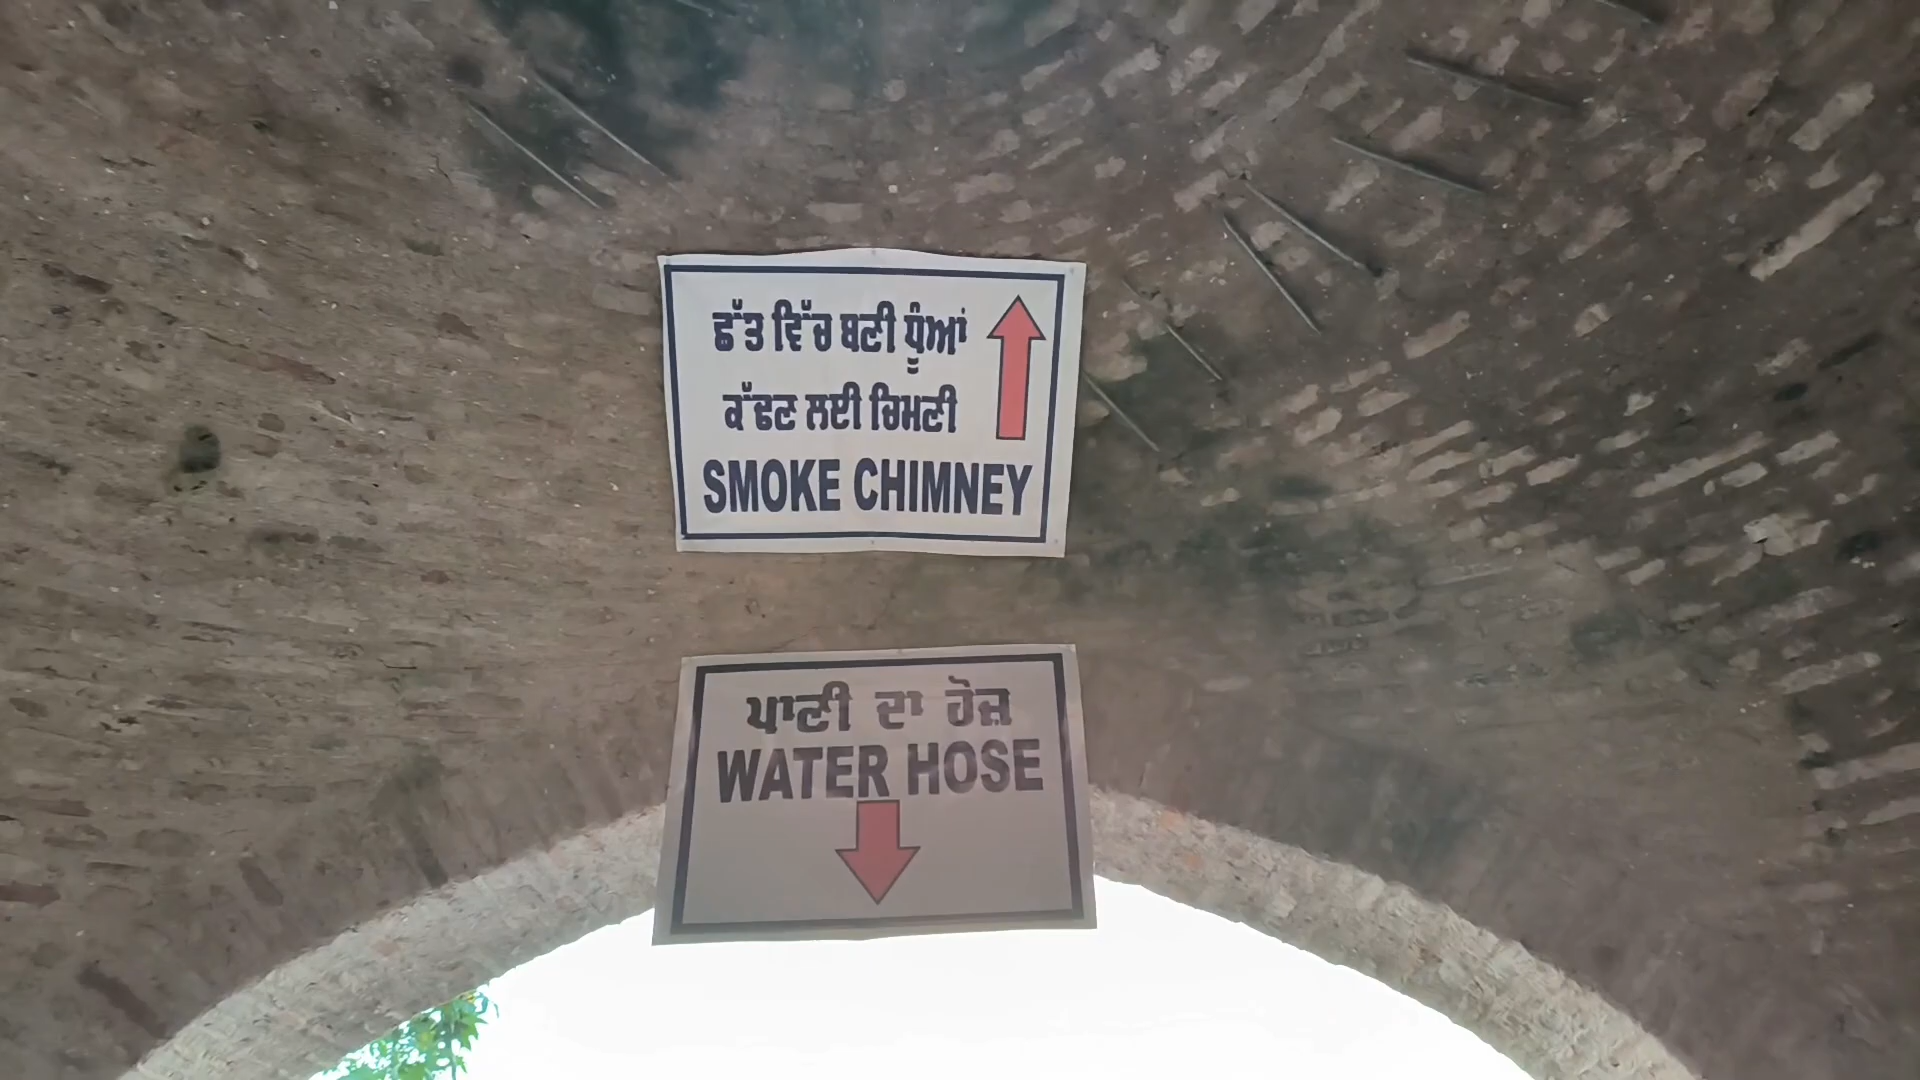 ਛੱਤ ਵਿੱਚ ਬਣੀ ਧੂੰਆਂ
ਕੱਢਣ ਲਈ ਚਿਮਣੀ
SMOKE CHIMNEY
ਪਾਣੀ ਦਾ ਹੋਜ਼
WATER HOSE